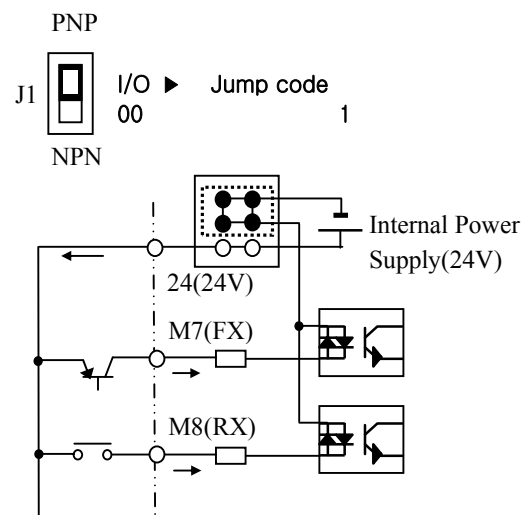 PNP
J1
I/O ▶ Jump code
00 1
NPN
Internal Power
Supply(24V)
24(24V)
M7(FX)
M8(RX)